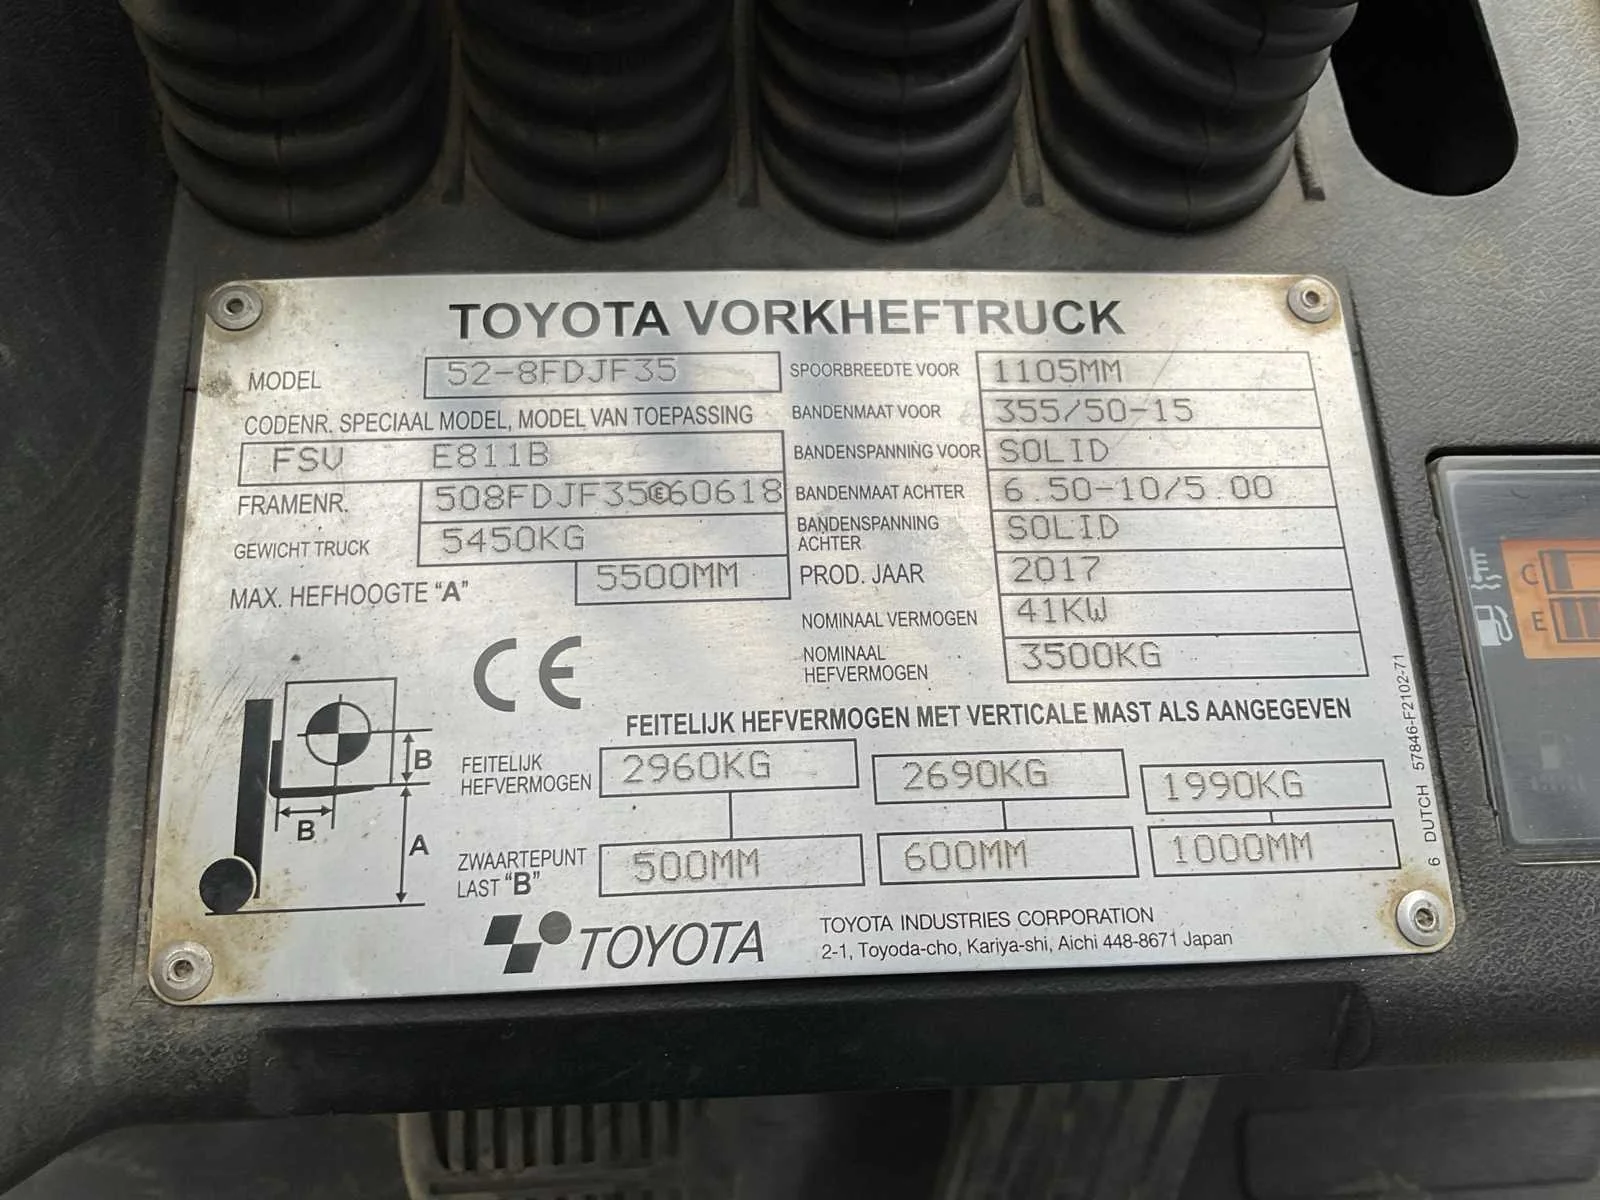 TOYOTA VORKHEFTRUCK
MODEL 52-8FDJF35
CODENR. SPECIAAL MODEL, MODEL VAN TOEPASSING
FSV E811B
FRAMENR. 508FDJF35©E60618
GEWICHT TRUCK 5450KG
MAX. HEFHOOGTE "A" 5500MM
SPOORBREEDTE VOOR 1105MM
BANDENMAAT VOOR 355/50-15
BANDENSPANNING VOOR SOLID
BANDENMAAT ACHTER 6.50-10/5.00
BANDENSPANNING ACHTER SOLID
PROD. JAAR 2017
NOMINAAL VERMOGEN 41KW
NOMINAAL HEFVERMOGEN 3500KG
CE
FEITELIJK HEFVERMOGEN MET VERTICALE MAST ALS AANGEGEVEN
FEITELIJK HEFVERMOGEN 2960KG 2690KG 1990KG
ZWAARTEPUNT LAST "B" 500MM 600MM 1000MM
B
B
A
TOYOTA
TOYOTA INDUSTRIES CORPORATION
2-1, Toyoda-cho, Kariya-shi, Aichi 448-8671 Japan
6 DUTCH 57846-F2102-71
C
E